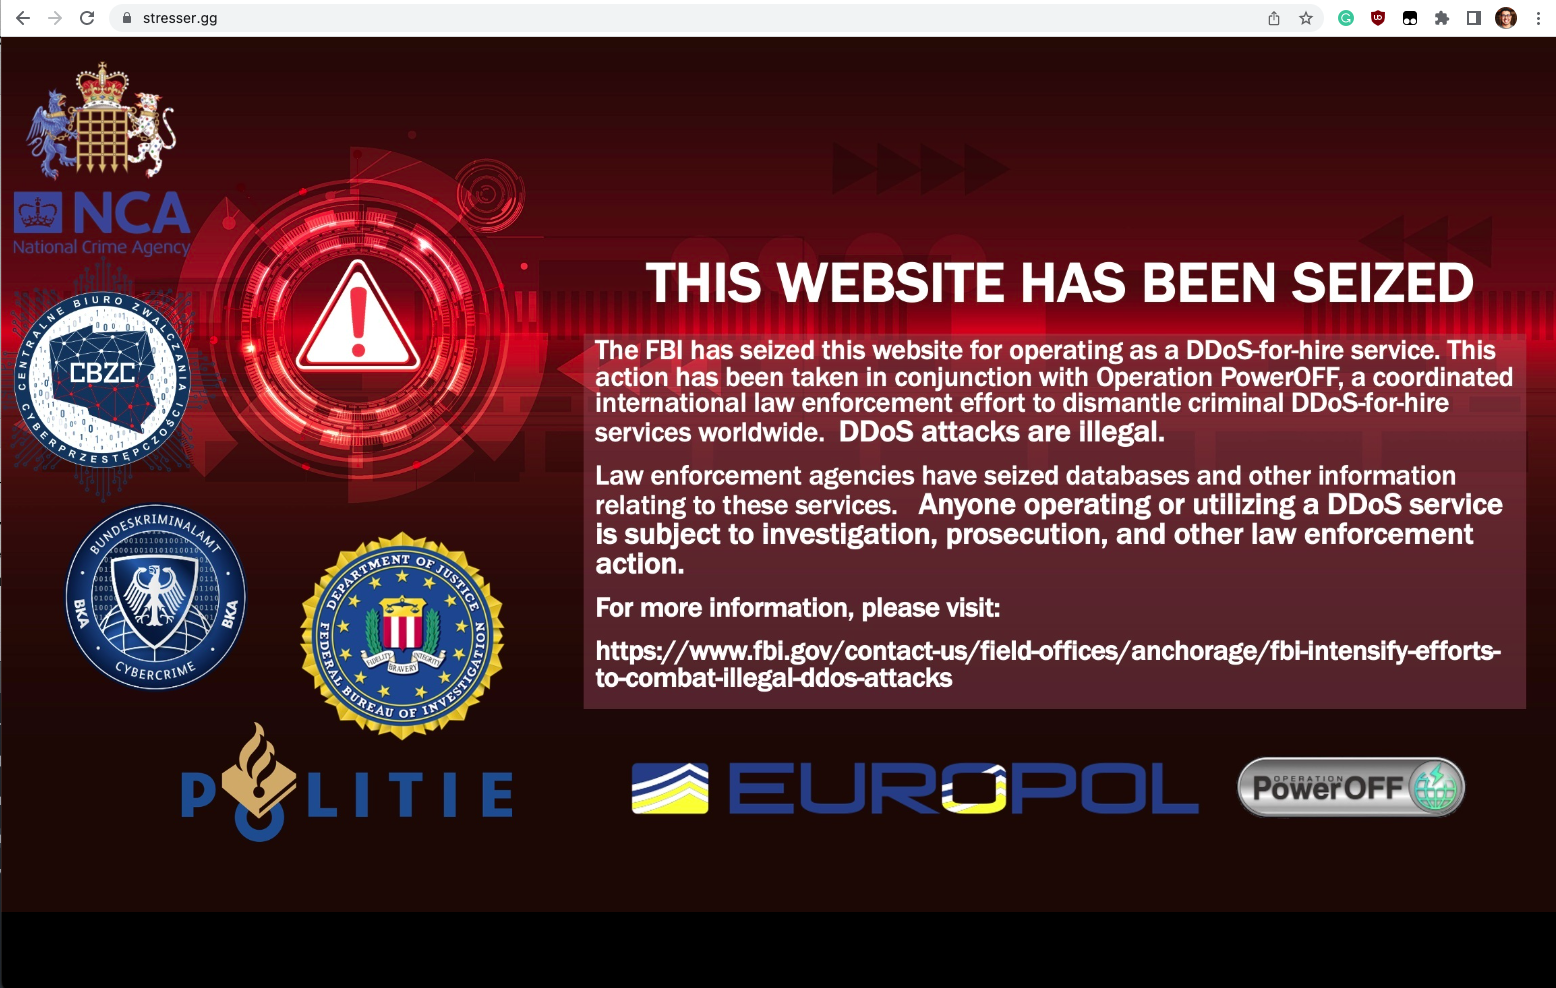 stresser.gg
NCA
National Crime Agency
CENTRALNE BIURO ZWALCZANIA
CBZC
CYBERPRZESTĘPCZOŚCI
THIS WEBSITE HAS BEEN SEIZED
The FBI has seized this website for operating as a DDoS-for-hire service. This
action has been taken in conjunction with Operation PowerOFF, a coordinated
international law enforcement effort to dismantle criminal DDoS-for-hire
services worldwide. DDoS attacks are illegal.
Law enforcement agencies have seized databases and other information
relating to these services. Anyone operating or utilizing a DDoS service
is subject to investigation, prosecution, and other law enforcement
action.
For more information, please visit:
https://www.fbi.gov/contact-us/field-offices/anchorage/fbi-intensify-efforts-
to-combat-illegal-ddos-attacks
BUNDESKRIMINALAMT
BKA
BKA
CYBERCRIME
DEPARTMENT OF JUSTICE
FIDELITY BRAVERY INTEGRITY
FEDERAL BUREAU OF INVESTIGATION
POLITIE
EUROPOL
OPERATION
PowerOFF